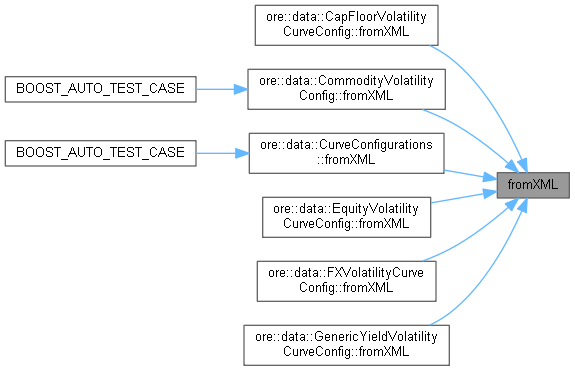 ore::data::CapFloorVolatility
CurveConfig::fromXML
BOOST_AUTO_TEST_CASE
ore::data::CommodityVolatility
Config::fromXML
BOOST_AUTO_TEST_CASE
ore::data::CurveConfigurations
::fromXML
fromXML
ore::data::EquityVolatility
CurveConfig::fromXML
ore::data::FXVolatilityCurve
Config::fromXML
ore::data::GenericYieldVolatility
CurveConfig::fromXML